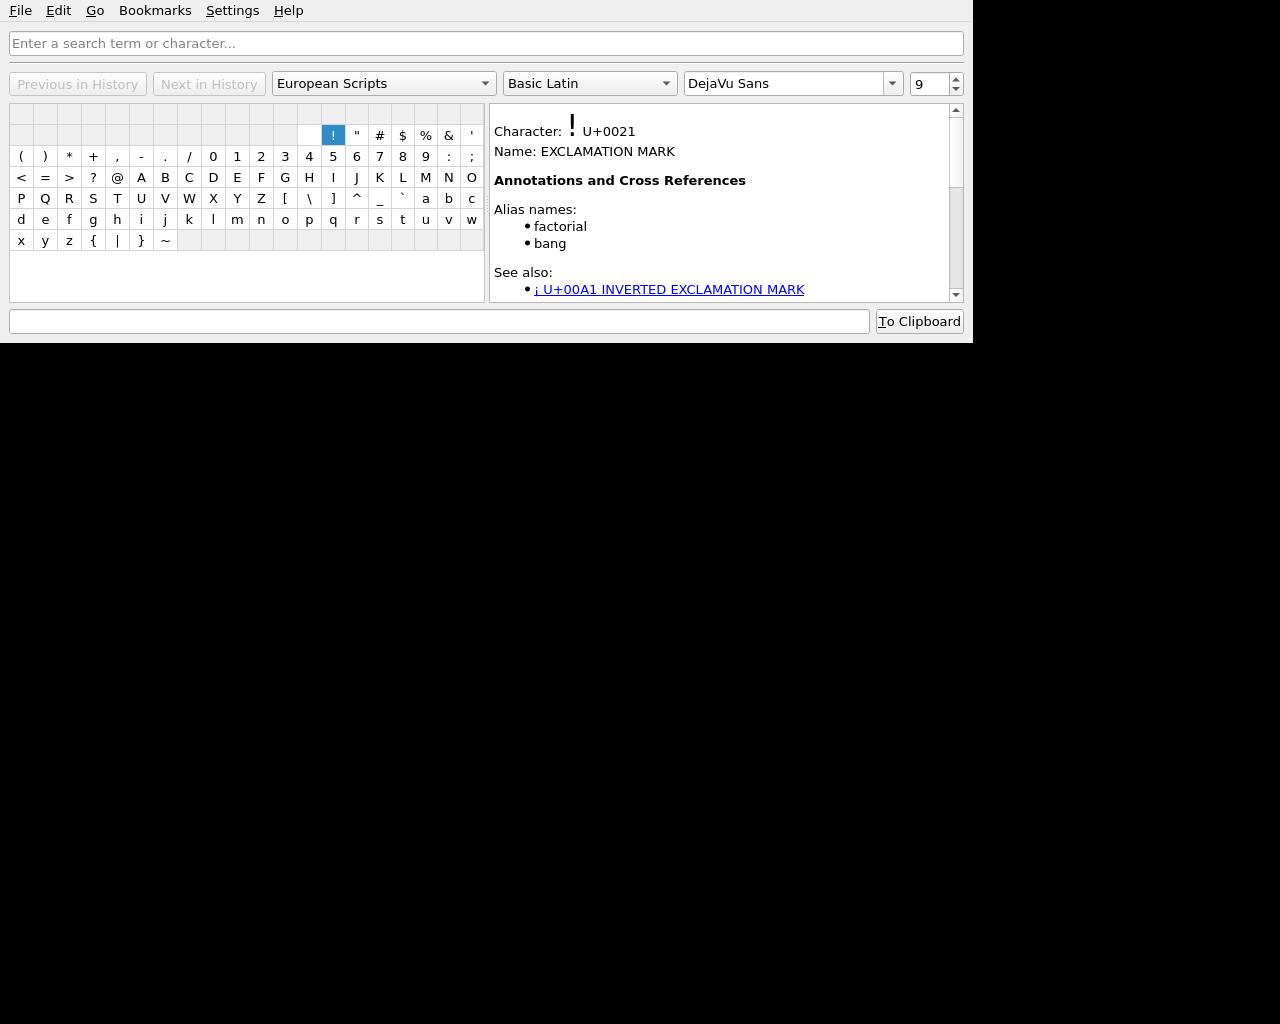 File Edit Go Bookmarks Settings Help
Enter a search term or character...
Previous in History Next in History European Scripts Basic Latin DejaVu Sans 9
! " # $ % & '
( ) * + , - . / 0 1 2 3 4 5 6 7 8 9 : ;
< = > ? @ A B C D E F G H I J K L M N O
P Q R S T U V W X Y Z [ \ ] ^ _ ` a b c
d e f g h i j k l m n o p q r s t u v w
x y z { | } ~
Character: ! U+0021
Name: EXCLAMATION MARK
Annotations and Cross References
Alias names:
• factorial
• bang
See also:
• ¡ U+00A1 INVERTED EXCLAMATION MARK
To Clipboard